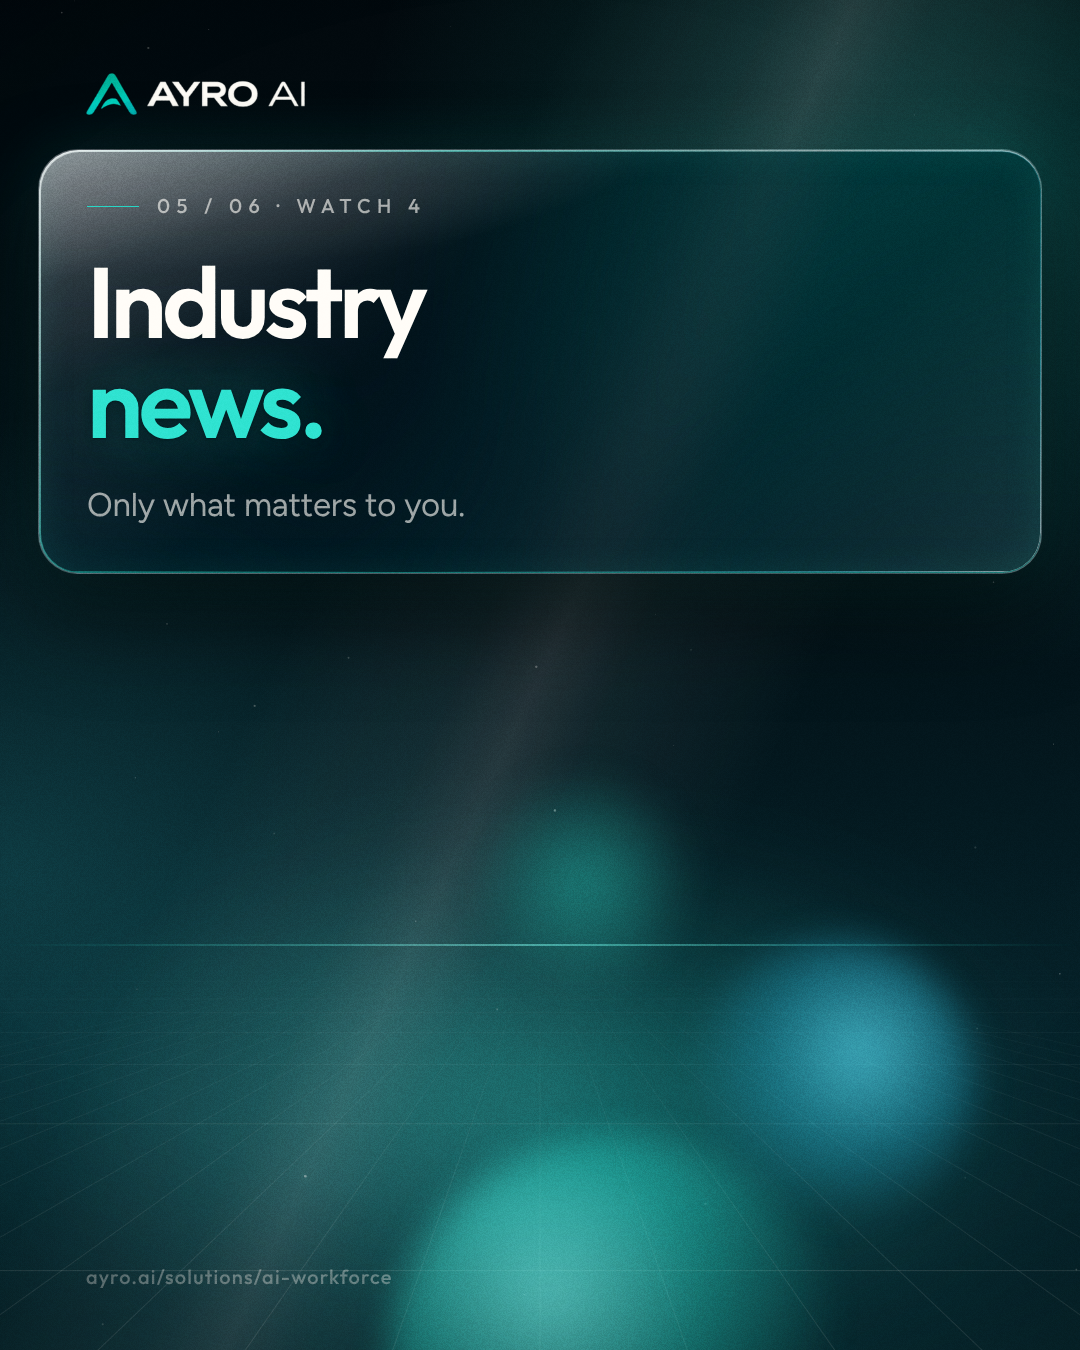 AYRO AI
05 / 06 · WATCH 4
Industry
news.
Only what matters to you.
ayro.ai/solutions/ai-workforce